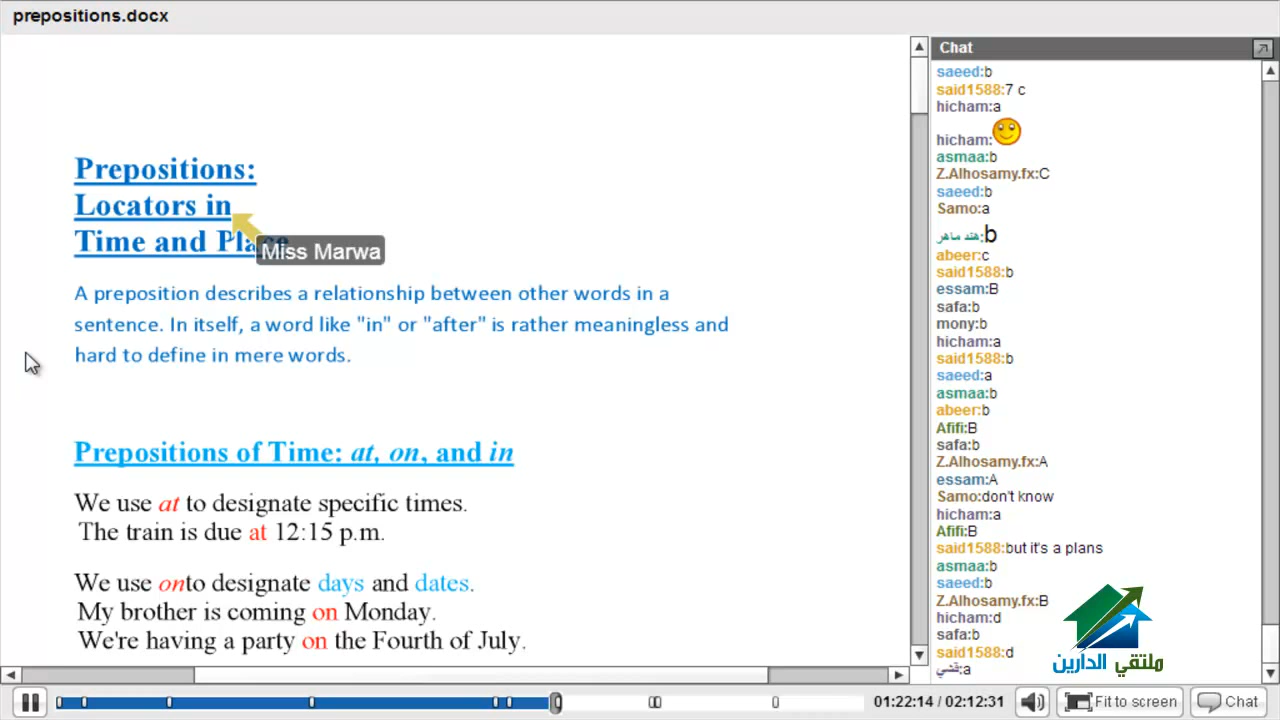 prepositions.docx
Prepositions:
Locators in
Time and Place
Miss Marwa
A preposition describes a relationship between other words in a
sentence. In itself, a word like "in" or "after" is rather meaningless and
hard to define in mere words.
Prepositions of Time: at, on, and in
We use at to designate specific times.
The train is due at 12:15 p.m.
We use onto designate days and dates.
My brother is coming on Monday.
We're having a party on the Fourth of July.
Chat
saeed:b
said1588:7 c
hicham:a
hicham:
asmaa:b
Z.Alhosamy.fx:C
saeed:b
Samo:a
هند ماهر:b
abeer:c
said1588:b
essam:B
safa:b
mony:b
hicham:a
said1588:b
saeed:a
asmaa:b
abeer:b
Afifi:B
safa:b
Z.Alhosamy.fx:A
essam:A
Samo:don't know
hicham:a
Afifi:B
said1588:but it's a plans
asmaa:b
saeed:b
Z.Alhosamy.fx:B
hicham:d
safa:b
said1588:d
قشي:a
ملتقي الدارين
01:22:14 / 02:12:31
Fit to screen
Chat